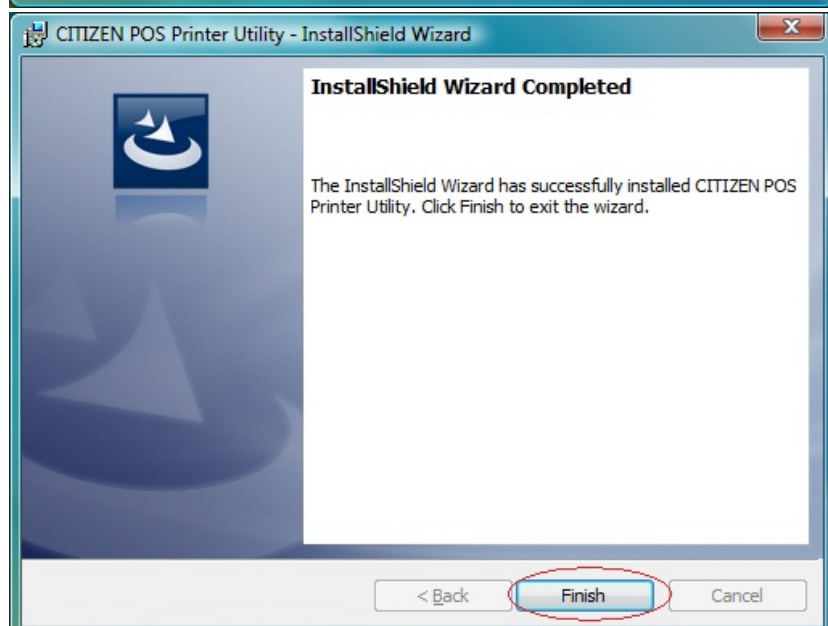 CITIZEN POS Printer Utility - InstallShield Wizard
InstallShield Wizard Completed
The InstallShield Wizard has successfully installed CITIZEN POS
Printer Utility. Click Finish to exit the wizard.
< Back
Finish
Cancel